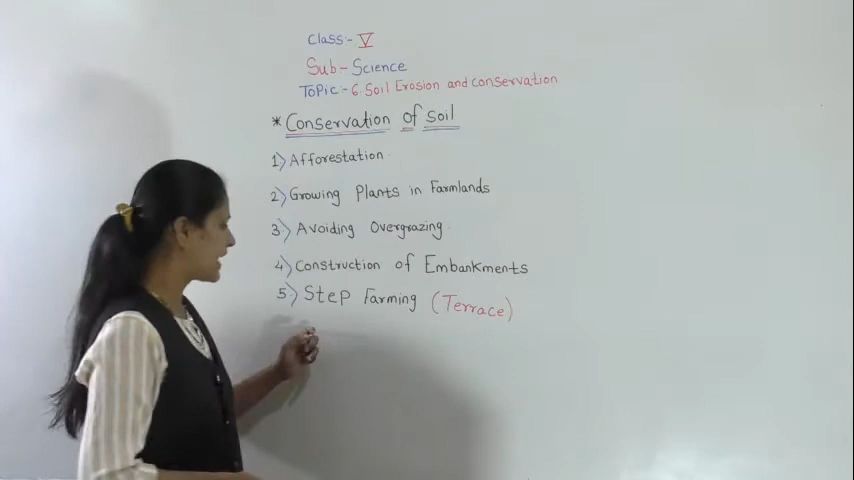 Class - V
Sub - Science
Topic - 6. Soil Erosion and conservation
* Conservation of Soil
1) Afforestation
2) Growing Plants in Farmlands
3) Avoiding Overgrazing
4) Construction of Embankments
5) Step Farming (Terrace)